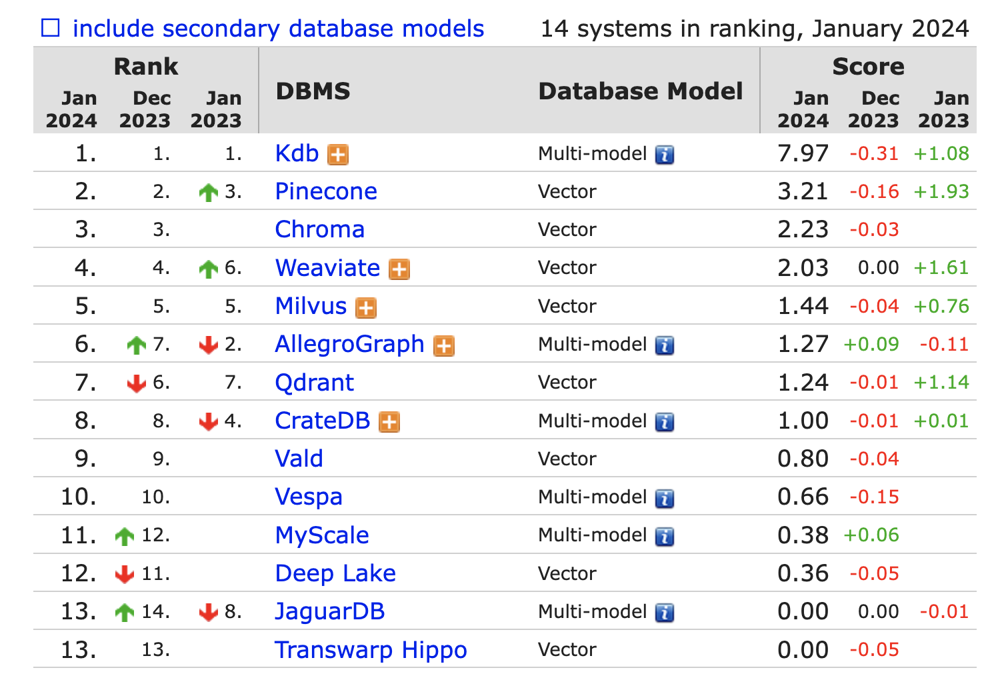 include secondary database models 14 systems in ranking, January 2024
Rank Score
Jan Dec Jan DBMS Database Model Jan Dec Jan
2024 2023 2023 2024 2023 2023
1. 1. 1. Kdb Multi-model 7.97 -0.31 +1.08
2. 2. 3. Pinecone Vector 3.21 -0.16 +1.93
3. 3. Chroma Vector 2.23 -0.03
4. 4. 6. Weaviate Vector 2.03 0.00 +1.61
5. 5. 5. Milvus Vector 1.44 -0.04 +0.76
6. 7. 2. AllegroGraph Multi-model 1.27 +0.09 -0.11
7. 6. 7. Qdrant Vector 1.24 -0.01 +1.14
8. 8. 4. CrateDB Multi-model 1.00 -0.01 +0.01
9. 9. Vald Vector 0.80 -0.04
10. 10. Vespa Multi-model 0.66 -0.15
11. 12. MyScale Multi-model 0.38 +0.06
12. 11. Deep Lake Vector 0.36 -0.05
13. 14. 8. JaguarDB Multi-model 0.00 0.00 -0.01
13. 13. Transwarp Hippo Vector 0.00 -0.05